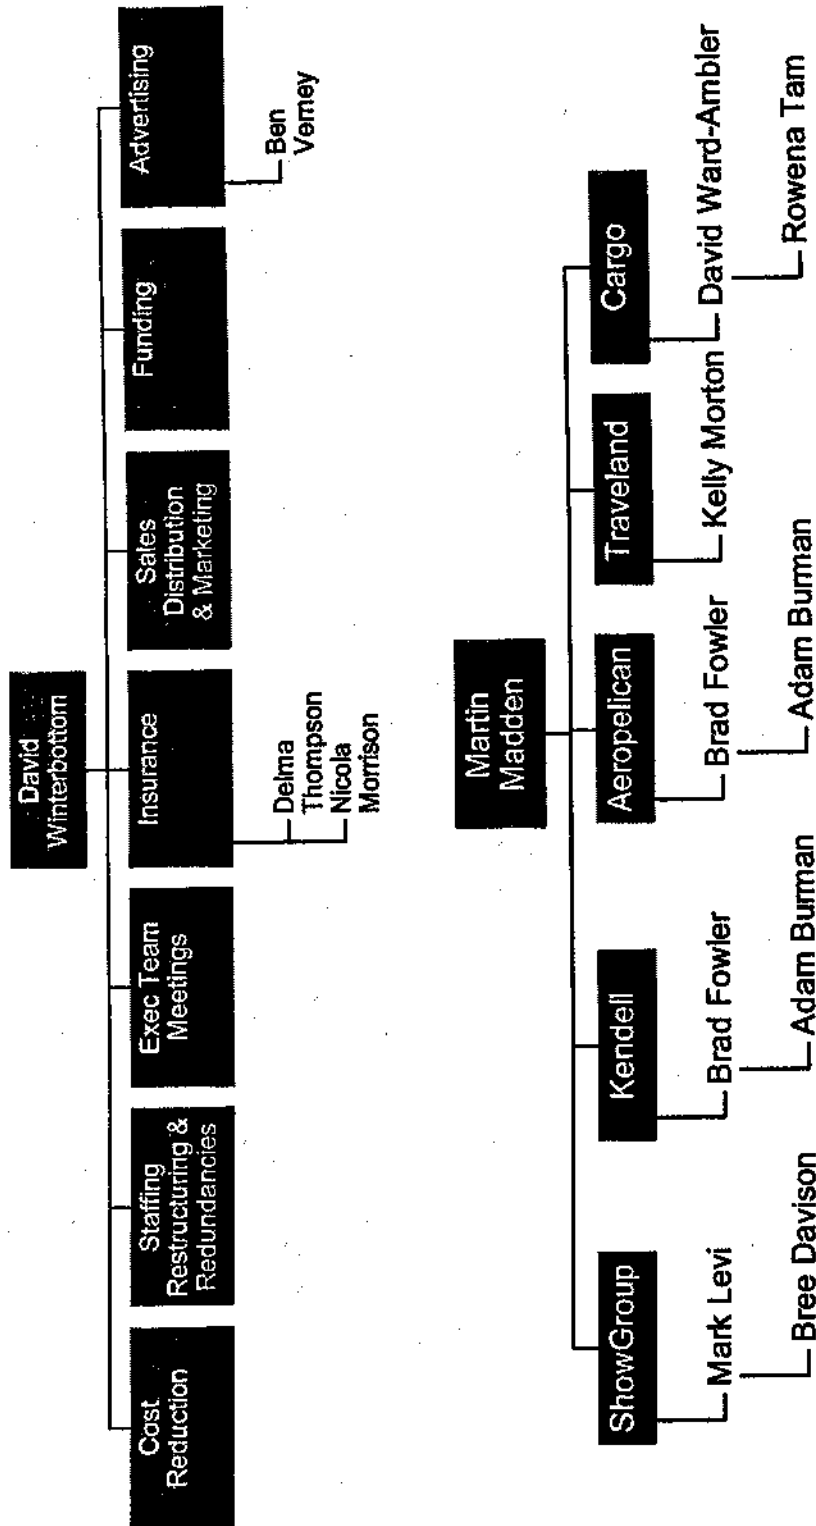 David
Winterbottom
Cost
Reduction
Staffing
Restructuring &
Redundancies
Exec Team
Meetings
Insurance
Delma
Thompson
Nicola
Morrison
Sales
Distribution
& Marketing
Funding
Advertising
Ben
Verney
Martin
Madden
ShowGroup
Mark Levi
Bree Davison
Kendell
Brad Fowler
Adam Burman
Aeropelican
Brad Fowler
Adam Burman
Traveland
Kelly Morton
Cargo
David Ward-Ambler
Rowena Tam